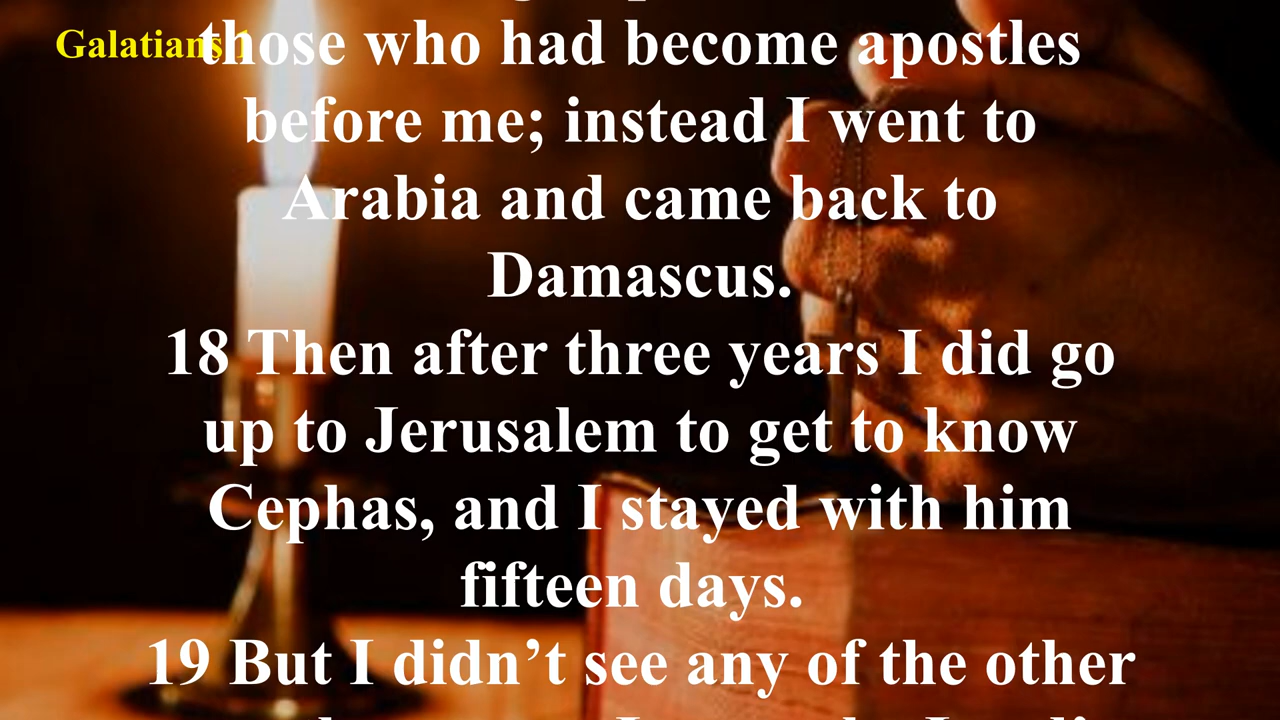 Galatians 1
those who had become apostles
before me; instead I went to
Arabia and came back to
Damascus.
18 Then after three years I did go
up to Jerusalem to get to know
Cephas, and I stayed with him
fifteen days.
19 But I didn’t see any of the other